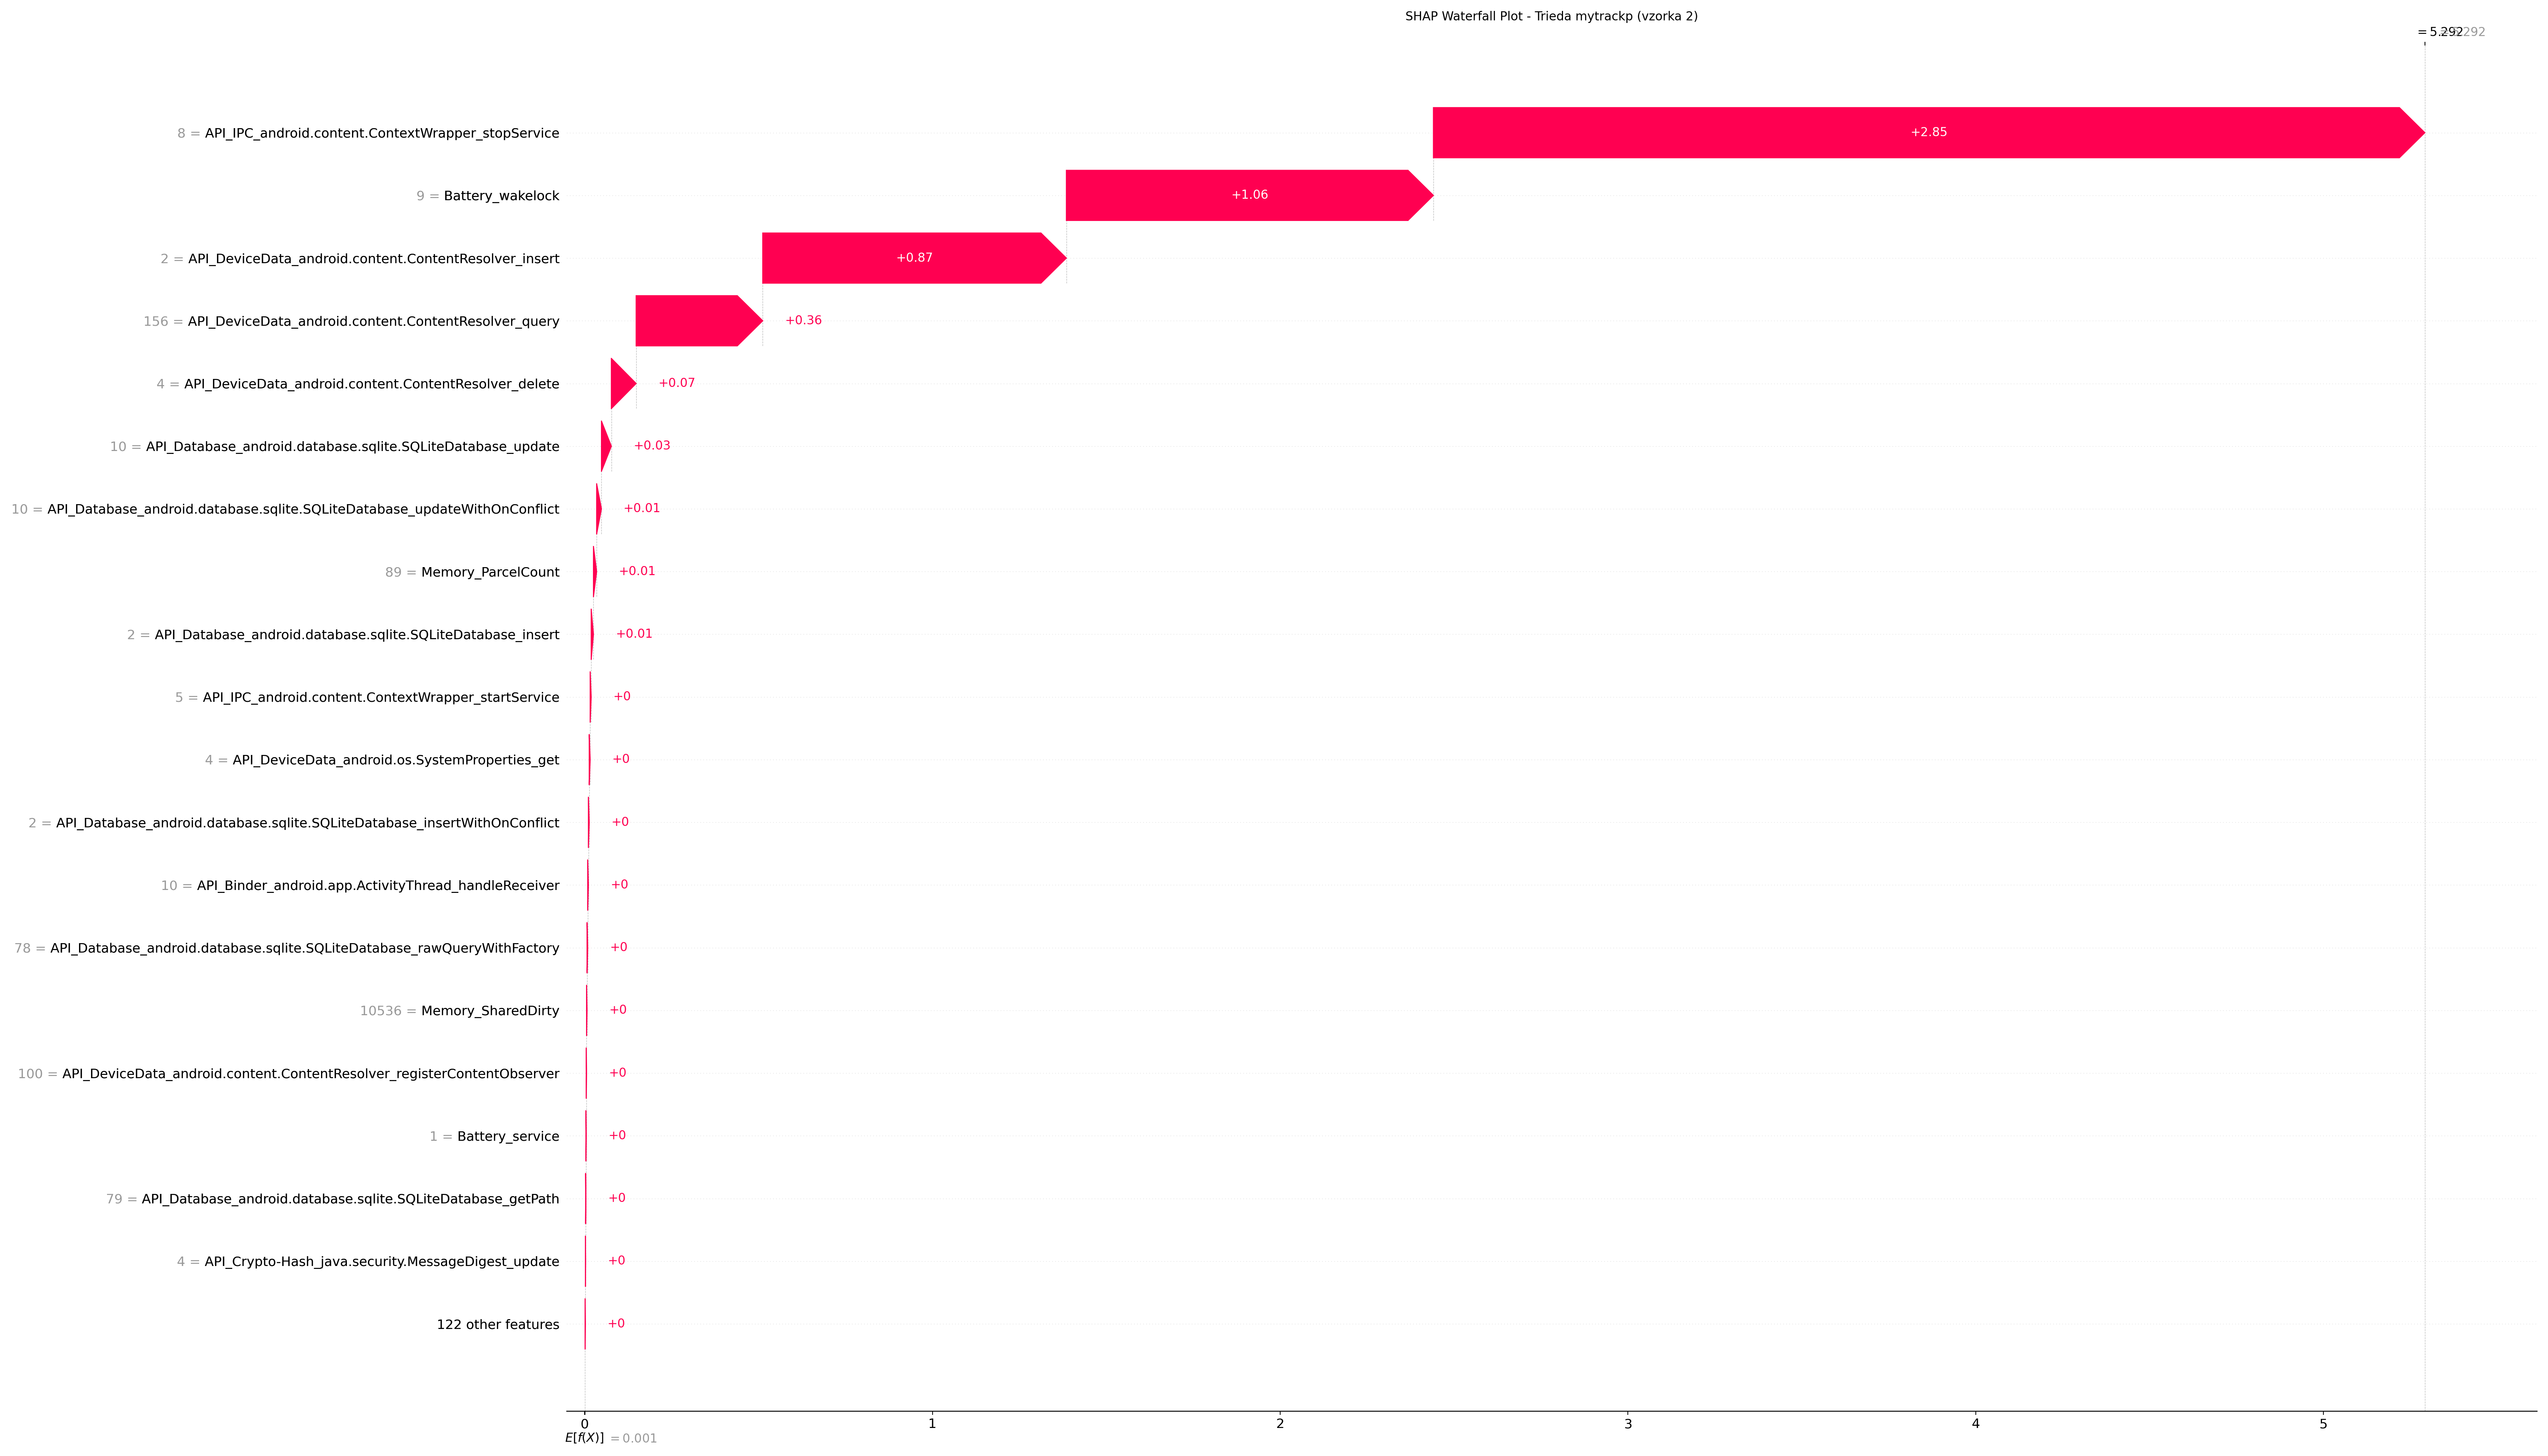 SHAP Waterfall Plot - Trieda mytrackp (vzorka 2)
= 5.292
8 = API_IPC_android.content.ContextWrapper_stopService +2.85
9 = Battery_wakelock +1.06
2 = API_DeviceData_android.content.ContentResolver_insert +0.87
156 = API_DeviceData_android.content.ContentResolver_query +0.36
4 = API_DeviceData_android.content.ContentResolver_delete +0.07
10 = API_Database_android.database.sqlite.SQLiteDatabase_update +0.03
10 = API_Database_android.database.sqlite.SQLiteDatabase_updateWithOnConflict +0.01
89 = Memory_ParcelCount +0.01
2 = API_Database_android.database.sqlite.SQLiteDatabase_insert +0.01
5 = API_IPC_android.content.ContextWrapper_startService +0
4 = API_DeviceData_android.os.SystemProperties_get +0
2 = API_Database_android.database.sqlite.SQLiteDatabase_insertWithOnConflict +0
10 = API_Binder_android.app.ActivityThread_handleReceiver +0
78 = API_Database_android.database.sqlite.SQLiteDatabase_rawQueryWithFactory +0
10536 = Memory_SharedDirty +0
100 = API_DeviceData_android.content.ContentResolver_registerContentObserver +0
1 = Battery_service +0
79 = API_Database_android.database.sqlite.SQLiteDatabase_getPath +0
4 = API_Crypto-Hash_java.security.MessageDigest_update +0
122 other features +0
0 1 2 3 4 5
E[f(X)] = 0.001